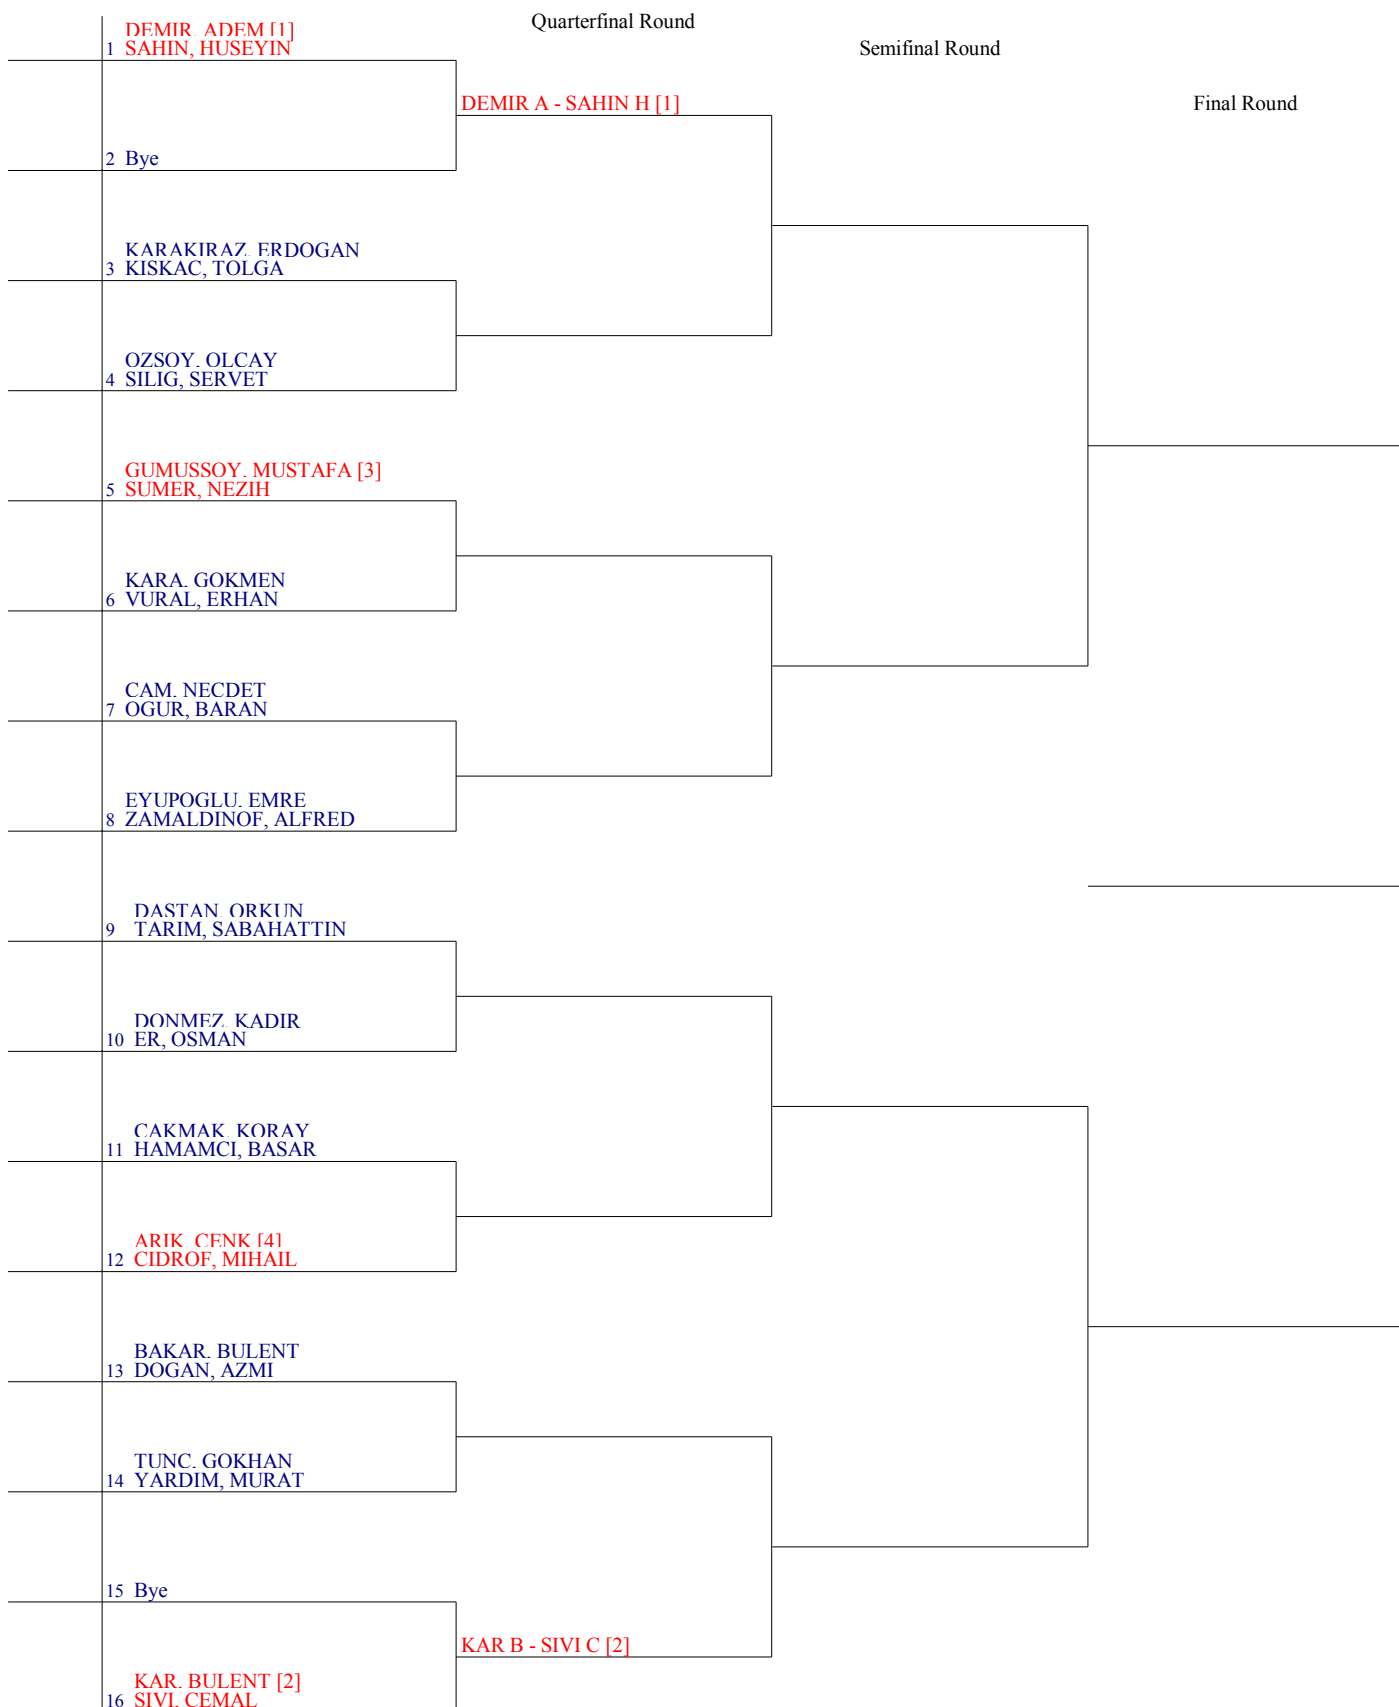 Quarterfinal Round
Semifinal Round
Final Round
DEMIR, ADEM [1]
1 SAHIN, HUSEYIN
DEMIR A - SAHIN H [1]
2 Bye
KARAKIRAZ, ERDOGAN
3 KISKAC, TOLGA
OZSOY, OLCAY
4 SILIG, SERVET
GUMUSSOY, MUSTAFA [3]
5 SUMER, NEZIH
KARA, GOKMEN
6 VURAL, ERHAN
CAM, NECDET
7 OGUR, BARAN
EYUPOGLU, EMRE
8 ZAMALDINOF, ALFRED
DASTAN, ORKUN
9 TARIM, SABAHATTIN
DONMEZ, KADIR
10 ER, OSMAN
CAKMAK, KORAY
11 HAMAMCI, BASAR
ARIK, CENK [4]
12 CIDROF, MIHAIL
BAKAR, BULENT
13 DOGAN, AZMI
TUNC, GOKHAN
14 YARDIM, MURAT
15 Bye
KAR B - SIVI C [2]
KAR, BULENT [2]
16 SIVI, CEMAL